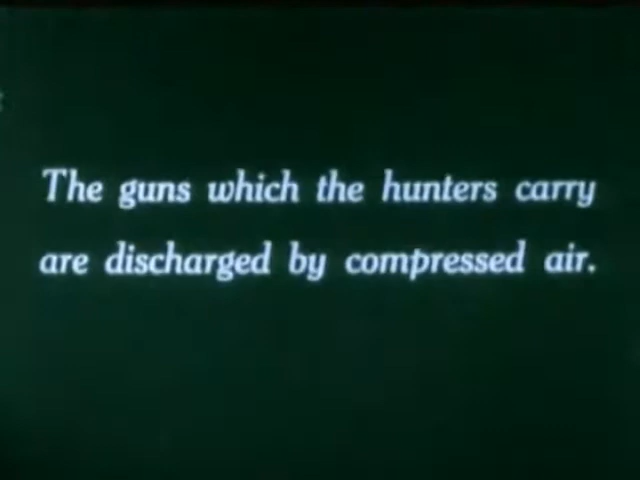 The guns which the hunters carry
are discharged by compressed air.